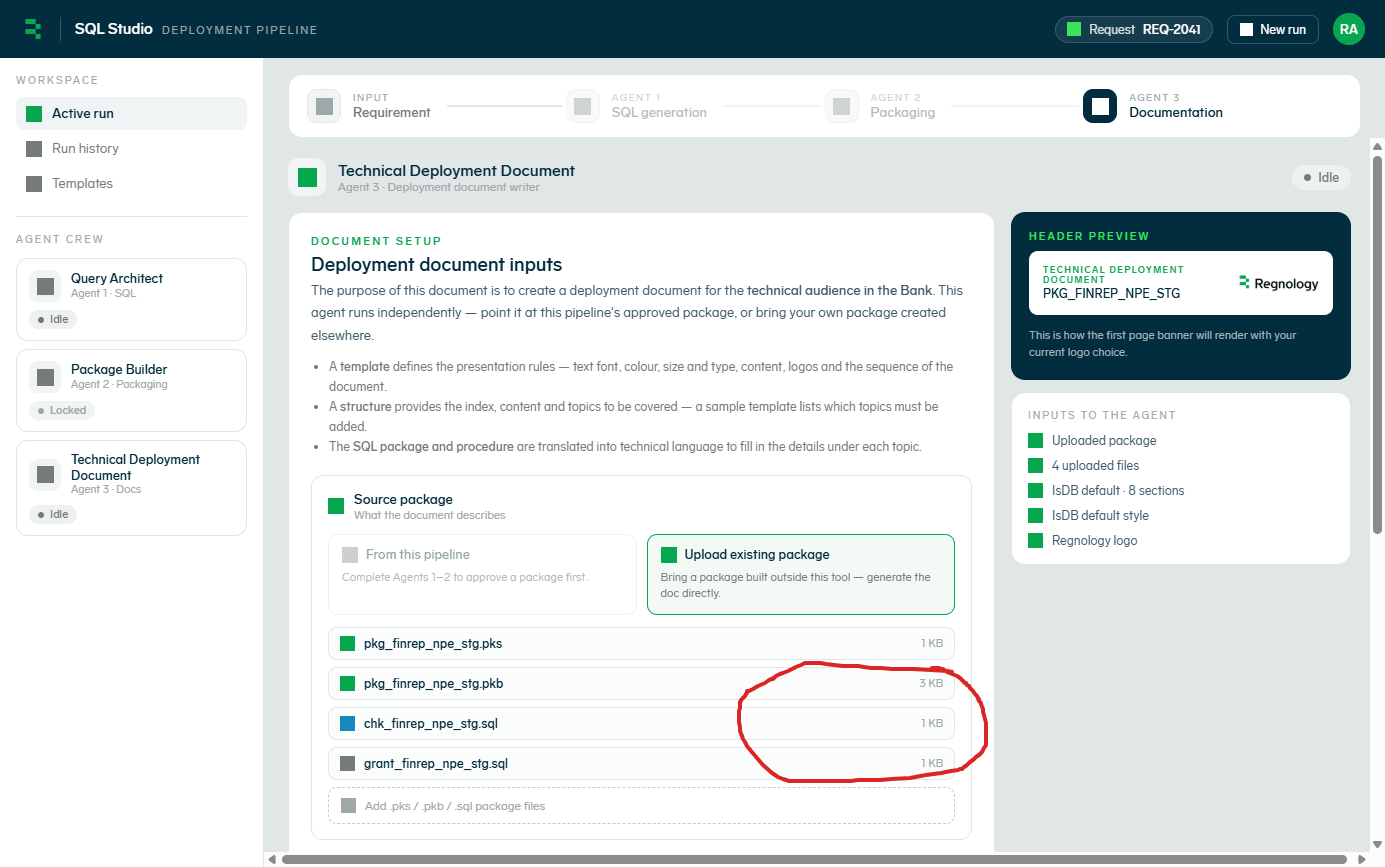 SQL Studio DEPLOYMENT PIPELINE
Request REQ-2041
New run
RA
WORKSPACE
Active run
Run history
Templates
AGENT CREW
Query Architect
Agent 1 · SQL
Idle
Package Builder
Agent 2 · Packaging
Locked
Technical Deployment
Document
Agent 3 · Docs
Idle
INPUT
Requirement
AGENT 1
SQL generation
AGENT 2
Packaging
AGENT 3
Documentation
Technical Deployment Document
Agent 3 · Deployment document writer
Idle
DOCUMENT SETUP
Deployment document inputs
The purpose of this document is to create a deployment document for the technical audience in the Bank. This
agent runs independently — point it at this pipeline's approved package, or bring your own package created
elsewhere.
• A template defines the presentation rules — text font, colour, size and type, content, logos and the sequence of the
document.
• A structure provides the index, content and topics to be covered — a sample template lists which topics must be
added.
• The SQL package and procedure are translated into technical language to fill in the details under each topic.
Source package
What the document describes
From this pipeline
Complete Agents 1–2 to approve a package first.
Upload existing package
Bring a package built outside this tool — generate the
doc directly.
pkg_finrep_npe_stg.pks 1 KB
pkg_finrep_npe_stg.pkb 3 KB
chk_finrep_npe_stg.sql 1 KB
grant_finrep_npe_stg.sql 1 KB
Add .pks / .pkb / .sql package files
HEADER PREVIEW
TECHNICAL DEPLOYMENT
DOCUMENT
PKG_FINREP_NPE_STG
Regnology
This is how the first page banner will render with your
current logo choice.
INPUTS TO THE AGENT
Uploaded package
4 uploaded files
IsDB default · 8 sections
IsDB default style
Regnology logo